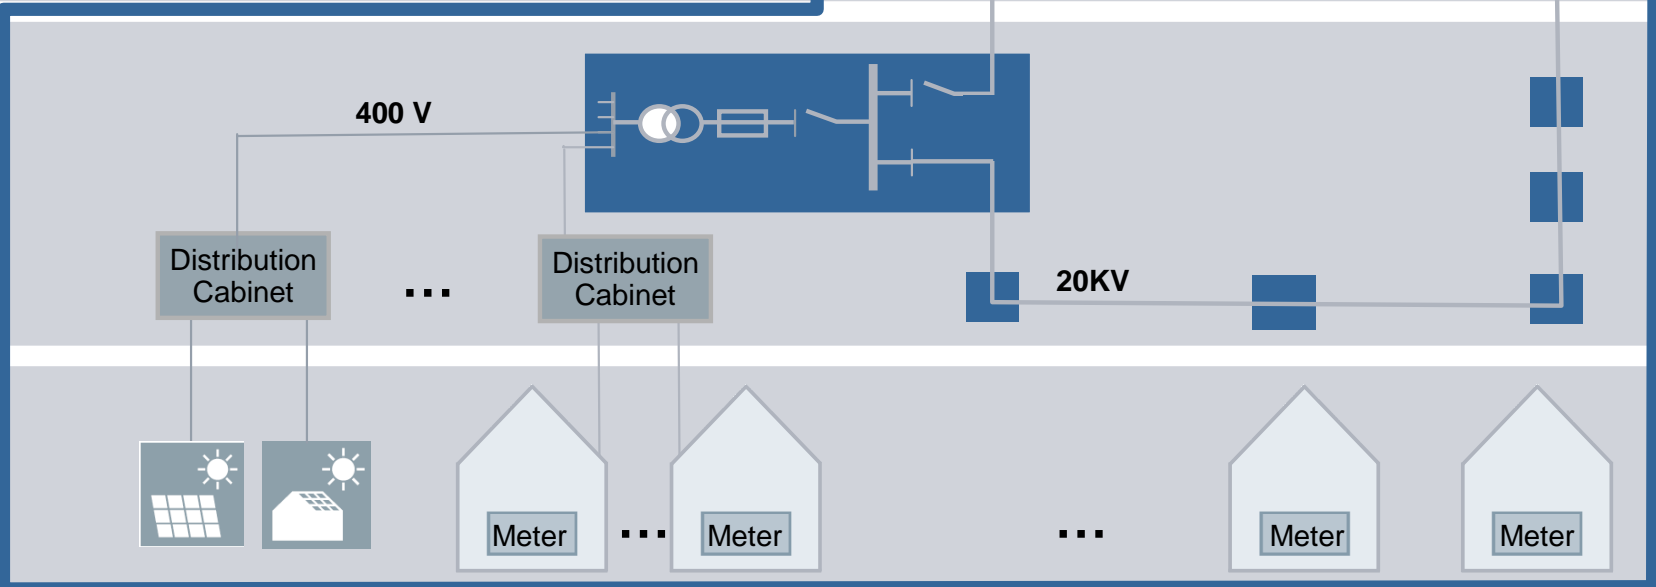 400 V
Distribution
Cabinet
...
Distribution
Cabinet
20KV
Meter
...
Meter
...
Meter
Meter